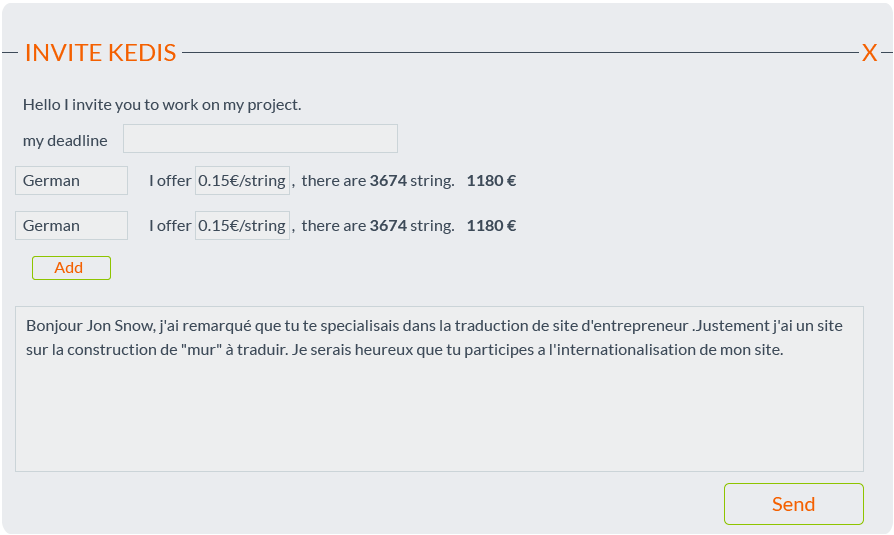 INVITE KEDIS X
Hello I invite you to work on my project.
my deadline
German I offer 0.15€/string , there are 3674 string. 1180 €
German I offer 0.15€/string , there are 3674 string. 1180 €
Add
Bonjour Jon Snow, j'ai remarqué que tu te specialisais dans la traduction de site d'entrepreneur .Justement j'ai un site
sur la construction de "mur" à traduir. Je serais heureux que tu participes a l'internationalisation de mon site.
Send